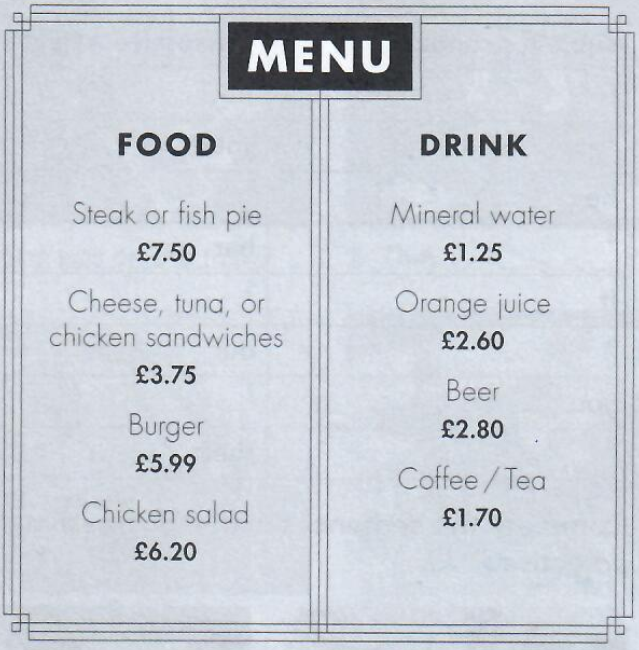 MENU
FOOD
Steak or fish pie
£7.50
Cheese, tuna, or
chicken sandwiches
£3.75
Burger
£5.99
Chicken salad
£6.20
DRINK
Mineral water
£1.25
Orange juice
£2.60
Beer
£2.80
Coffee / Tea
£1.70